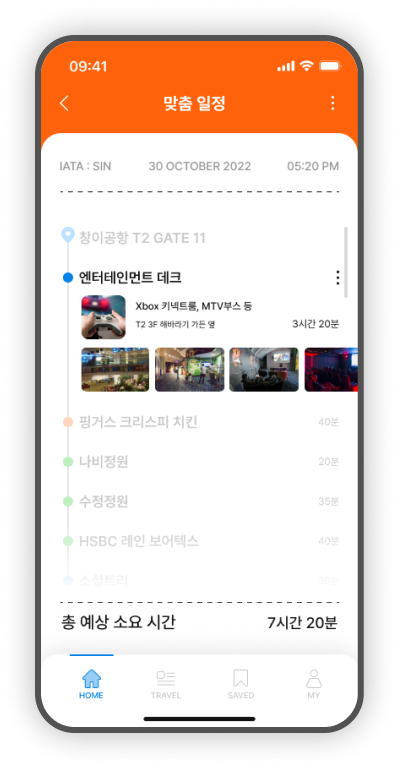 09:41
맞춤 일정
IATA : SIN 30 OCTOBER 2022 05:20 PM
창이공항 T2 GATE 11
엔터테인먼트 데크
Xbox 키넥트룸, MTV부스 등
T2 3F 해바라기 가든 옆 3시간 20분
핑거스 크리스피 치킨 40분
나비정원 20분
수정정원 35분
HSBC 레인 보어텍스 40분
소셜트리
총 예상 소요 시간 7시간 20분
HOME TRAVEL SAVED MY